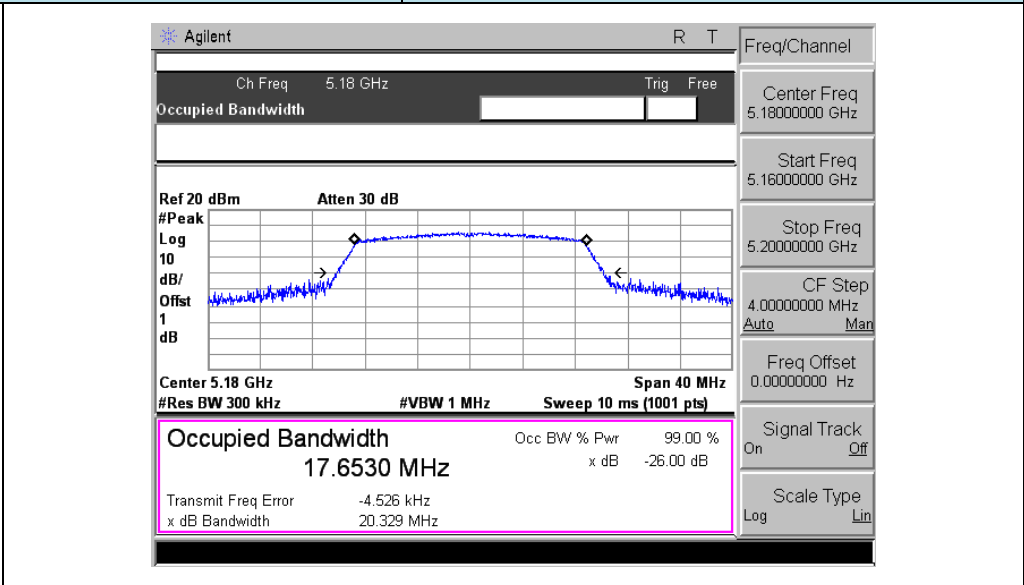 Agilent R T
Ch Freq 5.18 GHz Trig Free
Occupied Bandwidth
Ref 20 dBm Atten 30 dB
#Peak
Log
10
dB/
Offst
1
dB
Center 5.18 GHz Span 40 MHz
#Res BW 300 kHz #VBW 1 MHz Sweep 10 ms (1001 pts)
Occupied Bandwidth Occ BW % Pwr 99.00 %
17.6530 MHz x dB -26.00 dB
Transmit Freq Error -4.526 kHz
x dB Bandwidth 20.329 MHz
Freq/Channel
Center Freq
5.18000000 GHz
Start Freq
5.16000000 GHz
Stop Freq
5.20000000 GHz
CF Step
4.00000000 MHz
Auto Man
Freq Offset
0.00000000 Hz
Signal Track
On Off
Scale Type
Log Lin